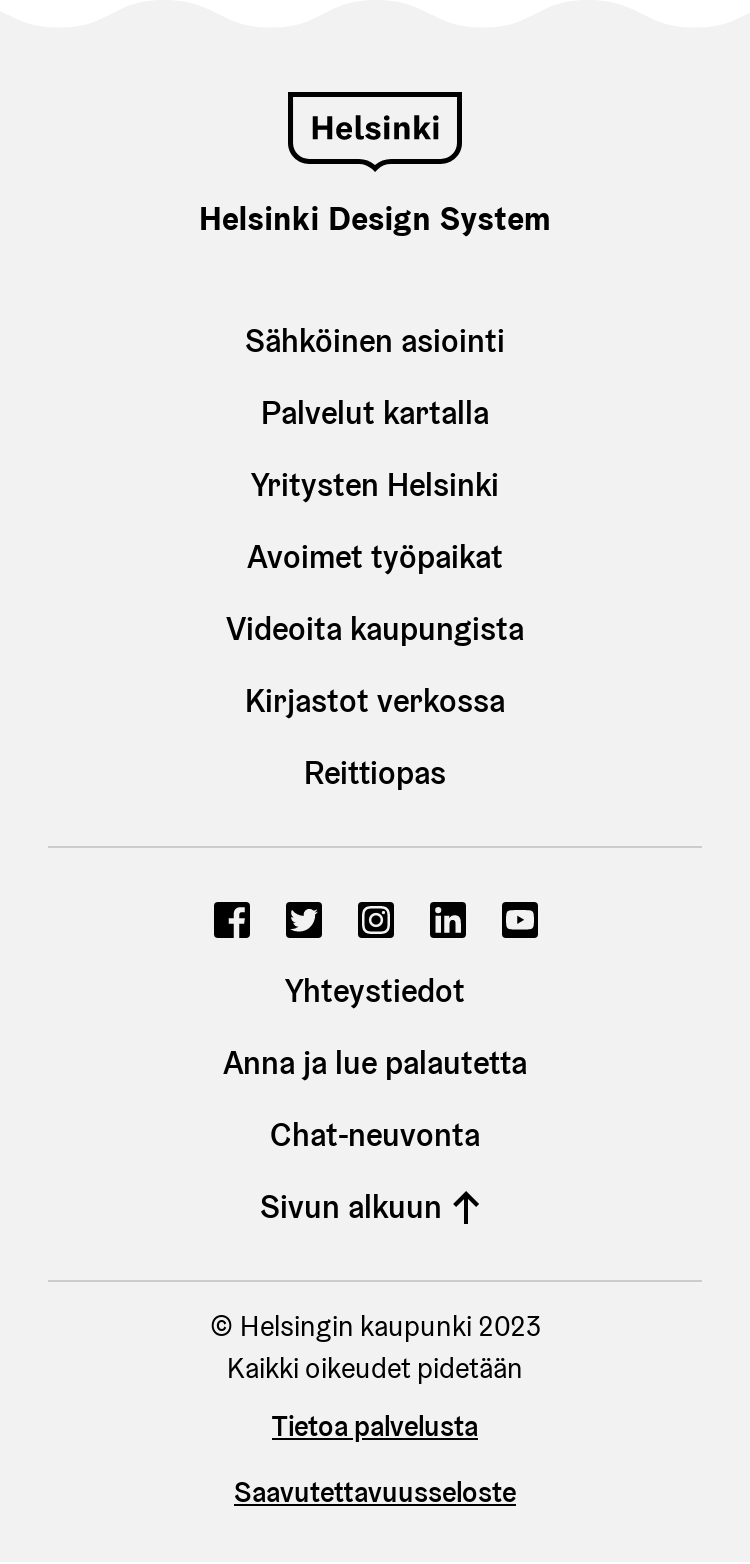 Helsinki
Helsinki Design System
Sähköinen asiointi
Palvelut kartalla
Yritysten Helsinki
Avoimet työpaikat
Videoita kaupungista
Kirjastot verkossa
Reittiopas
Yhteystiedot
Anna ja lue palautetta
Chat-neuvonta
Sivun alkuun
© Helsingin kaupunki 2023
Kaikki oikeudet pidetään
Tietoa palvelusta
Saavutettavuusseloste